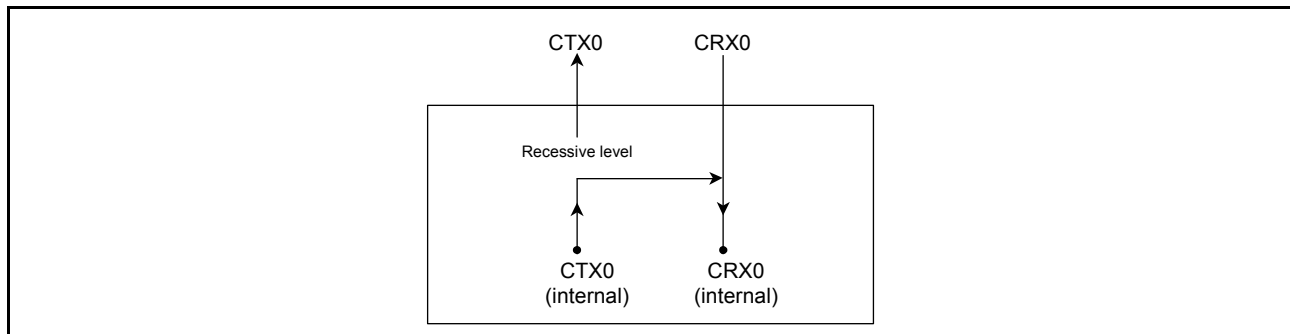 CTX0 CRX0
Recessive level
CTX0 CRX0
(internal) (internal)